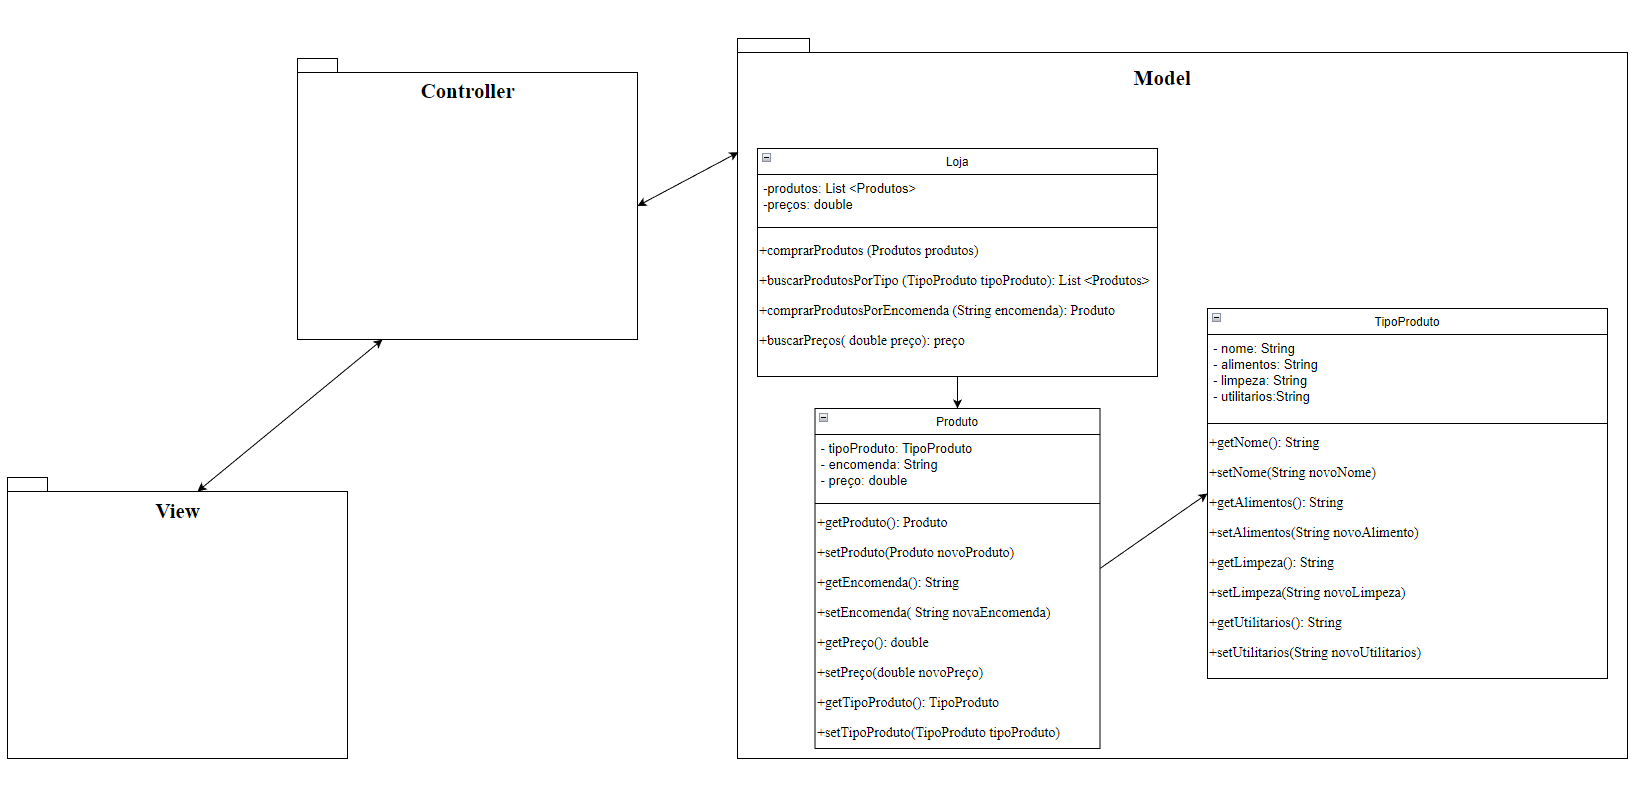 Controller
View
Model
Loja
-produtos: List <Produtos>
-preços: double
+comprarProdutos (Produtos produtos)
+buscarProdutosPorTipo (TipoProduto tipoProduto): List <Produtos>
+comprarProdutosPorEncomenda (String encomenda): Produto
+buscarPreços( double preço): preço
Produto
- tipoProduto: TipoProduto
- encomenda: String
- preço: double
+getProduto(): Produto
+setProduto(Produto novoProduto)
+getEncomenda(): String
+setEncomenda( String novaEncomenda)
+getPreço(): double
+setPreço(double novoPreço)
+getTipoProduto(): TipoProduto
+setTipoProduto(TipoProduto tipoProduto)
TipoProduto
- nome: String
- alimentos: String
- limpeza: String
- utilitarios:String
+getNome(): String
+setNome(String novoNome)
+getAlimentos(): String
+setAlimentos(String novoAlimento)
+getLimpeza(): String
+setLimpeza(String novoLimpeza)
+getUtilitarios(): String
+setUtilitarios(String novoUtilitarios)